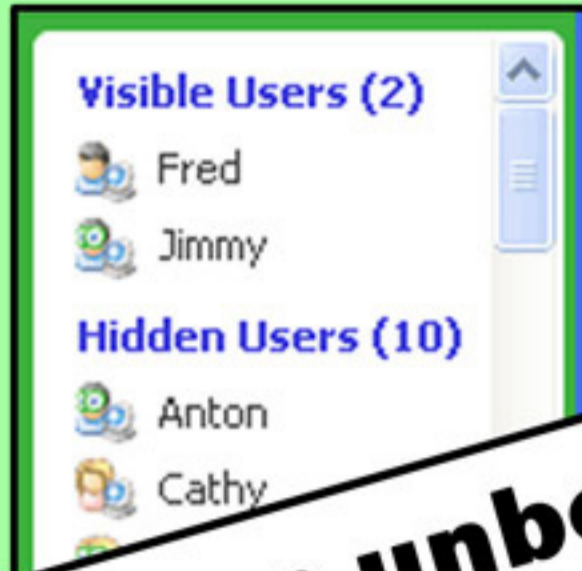 Visible Users (2)
Fred
Jimmy
Hidden Users (10)
Anton
Cathy